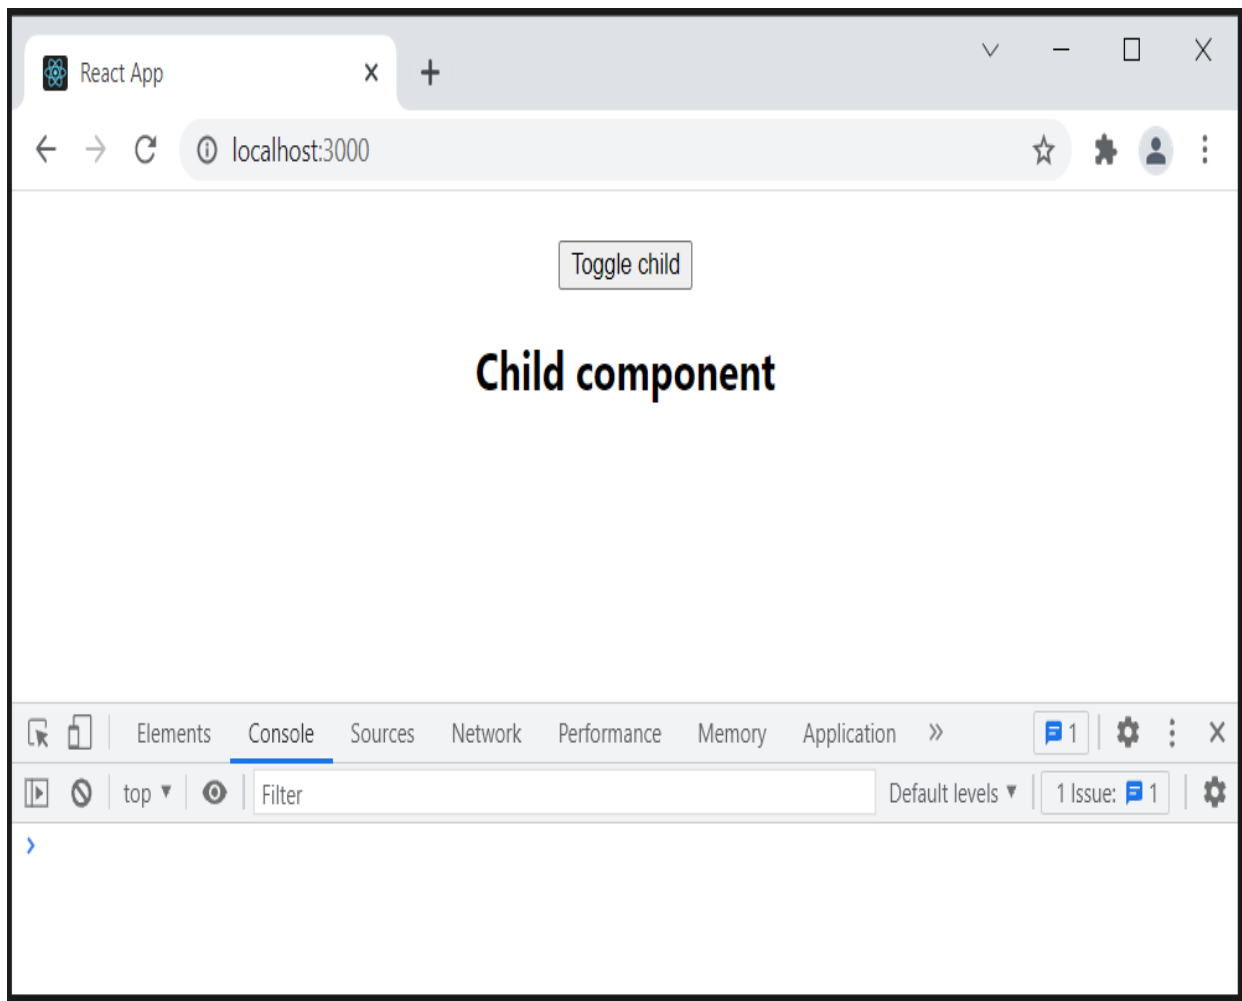 React App
localhost:3000
Toggle child
Child component
Elements Console Sources Network Performance Memory Application 1
top Filter Default levels 1 Issue: 1